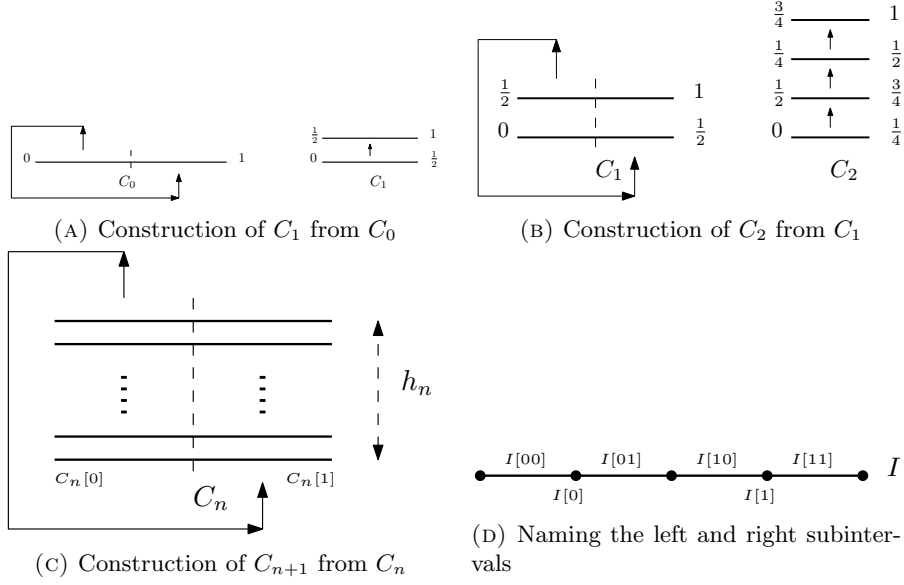 0 1
C_0
1/2 1
0 1/2
C_1
(A) Construction of C_1 from C_0
1/2 1
0 1/2
C_1
3/4 1
1/4 1/2
1/2 3/4
0 1/4
C_2
(B) Construction of C_2 from C_1
h_n
C_n[0] C_n[1]
C_n
(C) Construction of C_{n+1} from C_n
I[00] I[01] I[10] I[11] I
I[0] I[1]
(D) Naming the left and right subinter-
vals